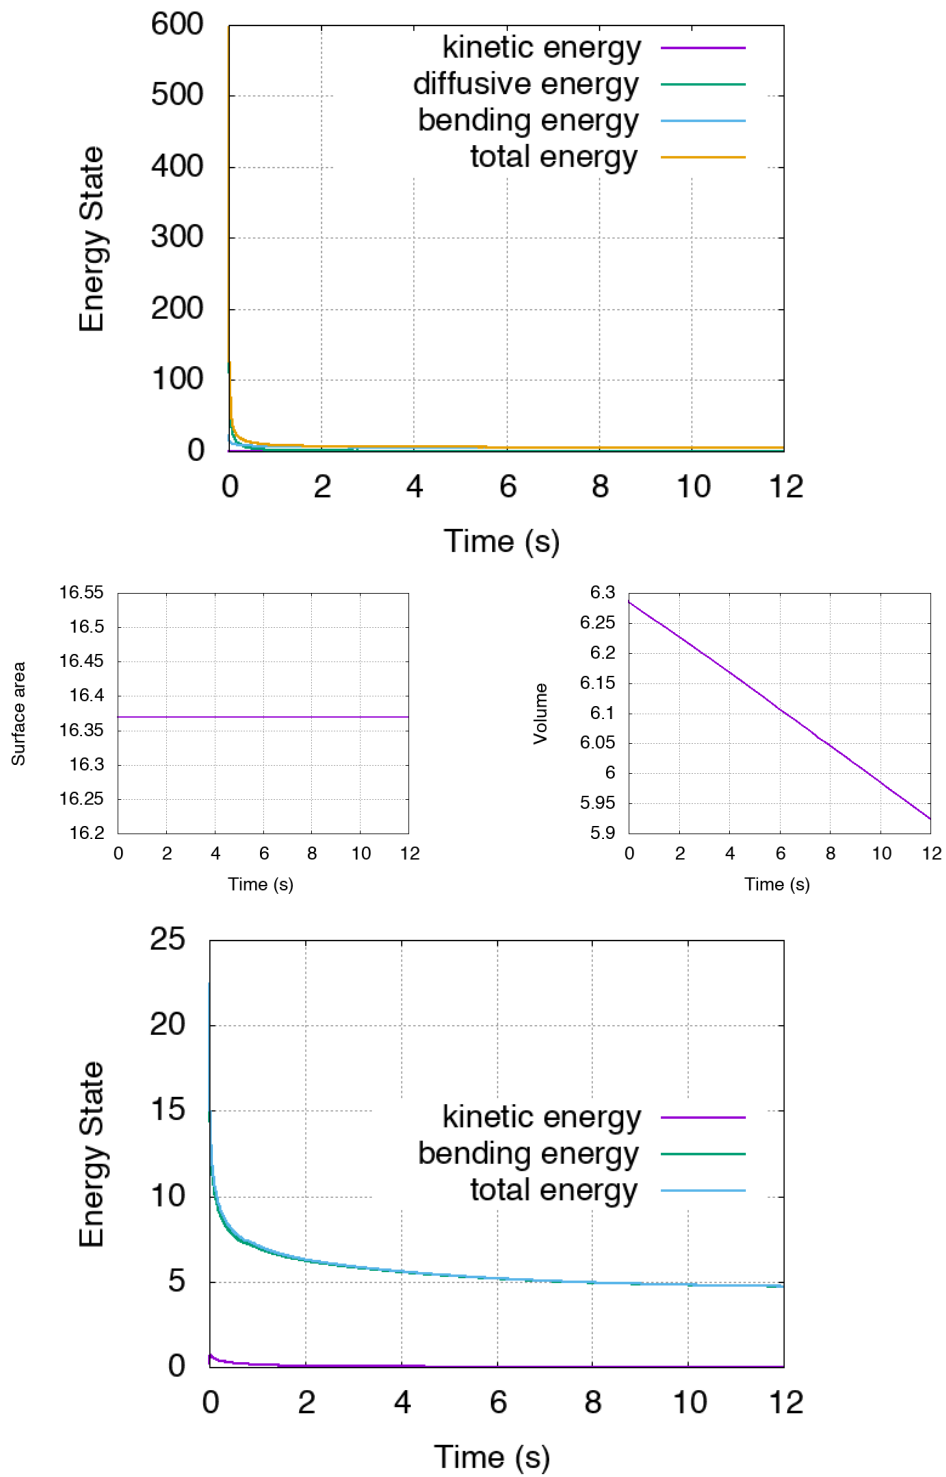 600
500
400
300
200
100
0
Energy State
kinetic energy
diffusive energy
bending energy
total energy
0 2 4 6 8 10 12
Time (s)
16.55
16.5
16.45
16.4
16.35
16.3
16.25
16.2
Surface area
0 2 4 6 8 10 12
Time (s)
6.3
6.25
6.2
6.15
6.1
6.05
6
5.95
5.9
Volume
0 2 4 6 8 10 12
Time (s)
25
20
15
10
5
0
Energy State
kinetic energy
bending energy
total energy
0 2 4 6 8 10 12
Time (s)